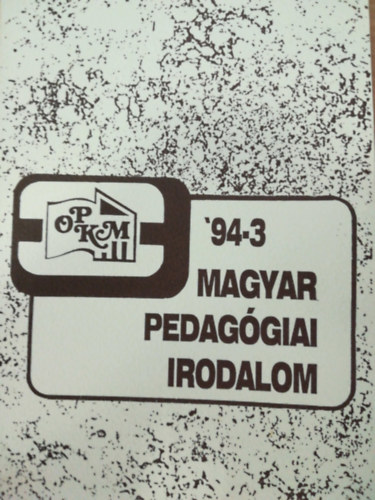 OPKM
'94-3
MAGYAR
PEDAGÓGIAI
IRODALOM